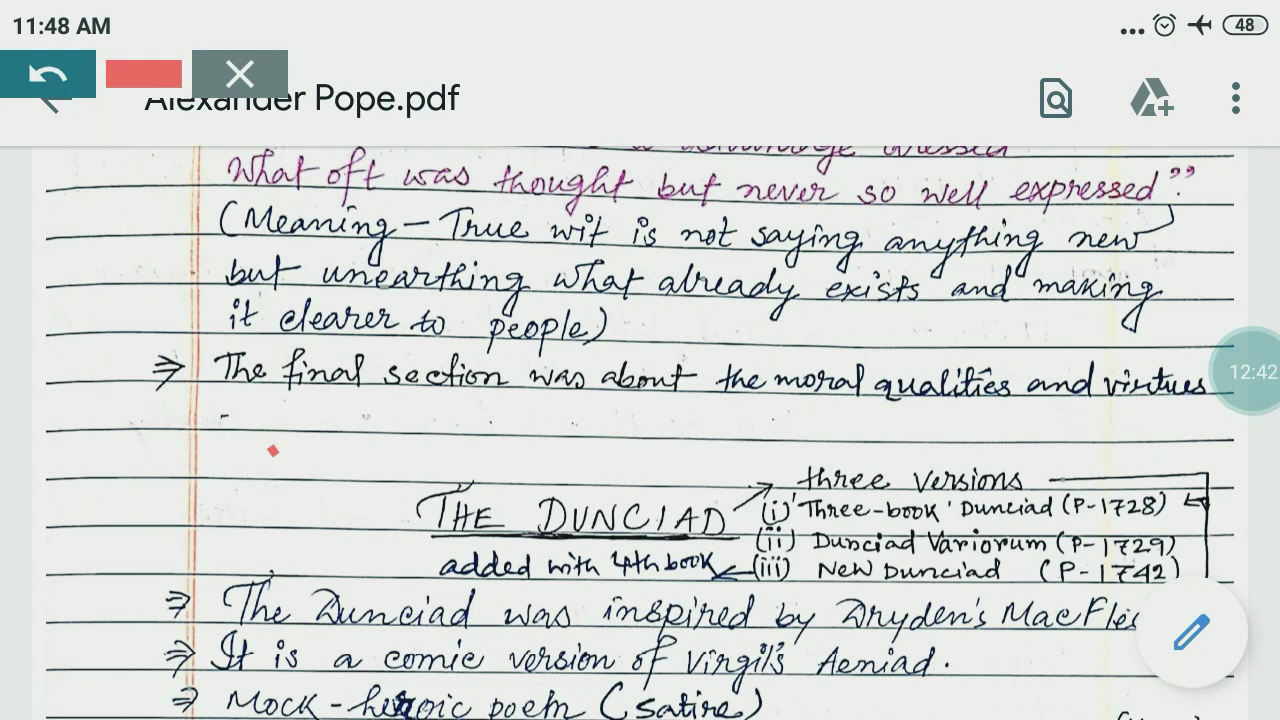 11:48 AM
48
Alexander Pope.pdf
dressed
What oft was thought but never so well expressed"
(Meaning - True wit is not saying anything new
but unearthing what already exists and making
it clearer to people)
12:42
⇒ The final section was about the moral qualities and virtues
three versions
THE DUNCIAD
(i) 'Three-book' Dunciad (P-1728)
(ii) Dunciad Variorum (P-1729)
added with 4th book
(iii) New Dunciad (P-1742)
⇒ The Dunciad was inspired by Dryden's MacFlec
⇒ It is a comic version of Virgil's Aeniad.
⇒ Mock-heroic poem (satire)